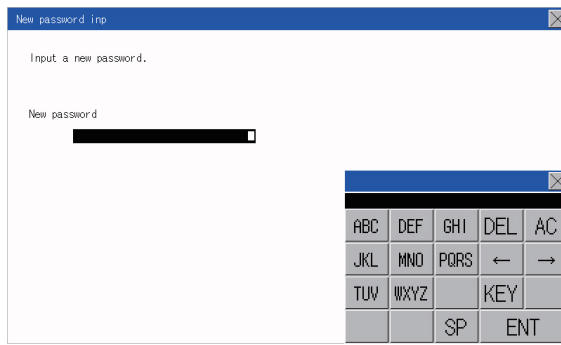 New password inp
Input a new password.
New password
ABC DEF GHI DEL AC
JKL MNO PQRS ← →
TUV WXYZ KEY
SP ENT